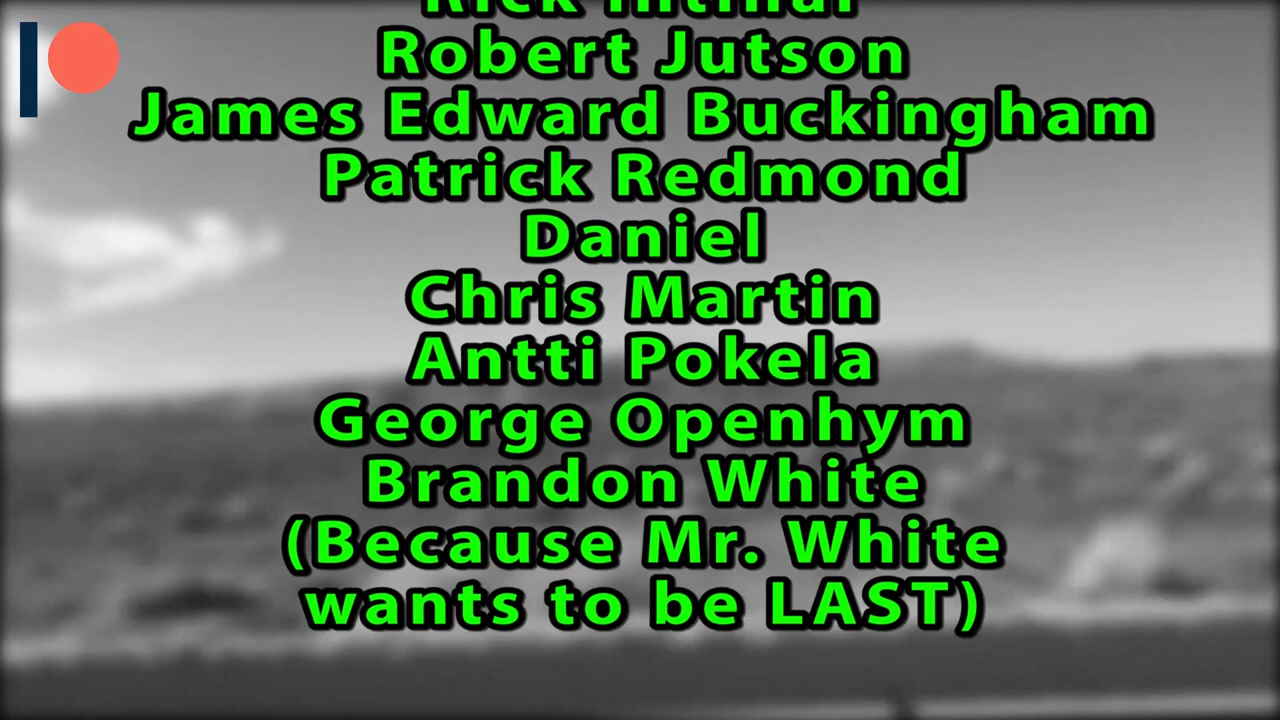 Robert Jutson
James Edward Buckingham
Patrick Redmond
Daniel
Chris Martin
Antti Pokela
George Openhym
Brandon White
(Because Mr. White
wants to be LAST)